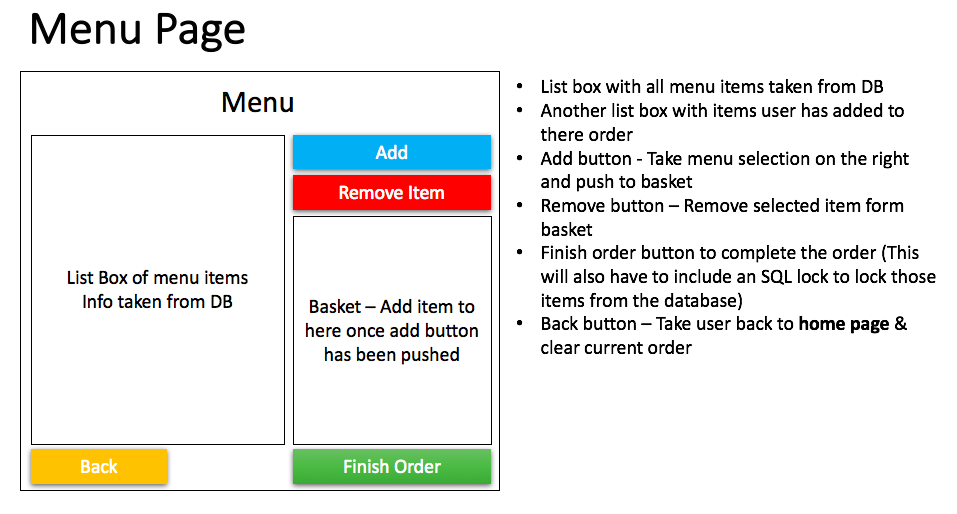 Menu Page
Menu
Add
Remove Item
List Box of menu items
Info taken from DB
Basket – Add item to
here once add button
has been pushed
Back
Finish Order
• List box with all menu items taken from DB
• Another list box with items user has added to
there order
• Add button - Take menu selection on the right
and push to basket
• Remove button – Remove selected item form
basket
• Finish order button to complete the order (This
will also have to include an SQL lock to lock those
items from the database)
• Back button – Take user back to home page &
clear current order